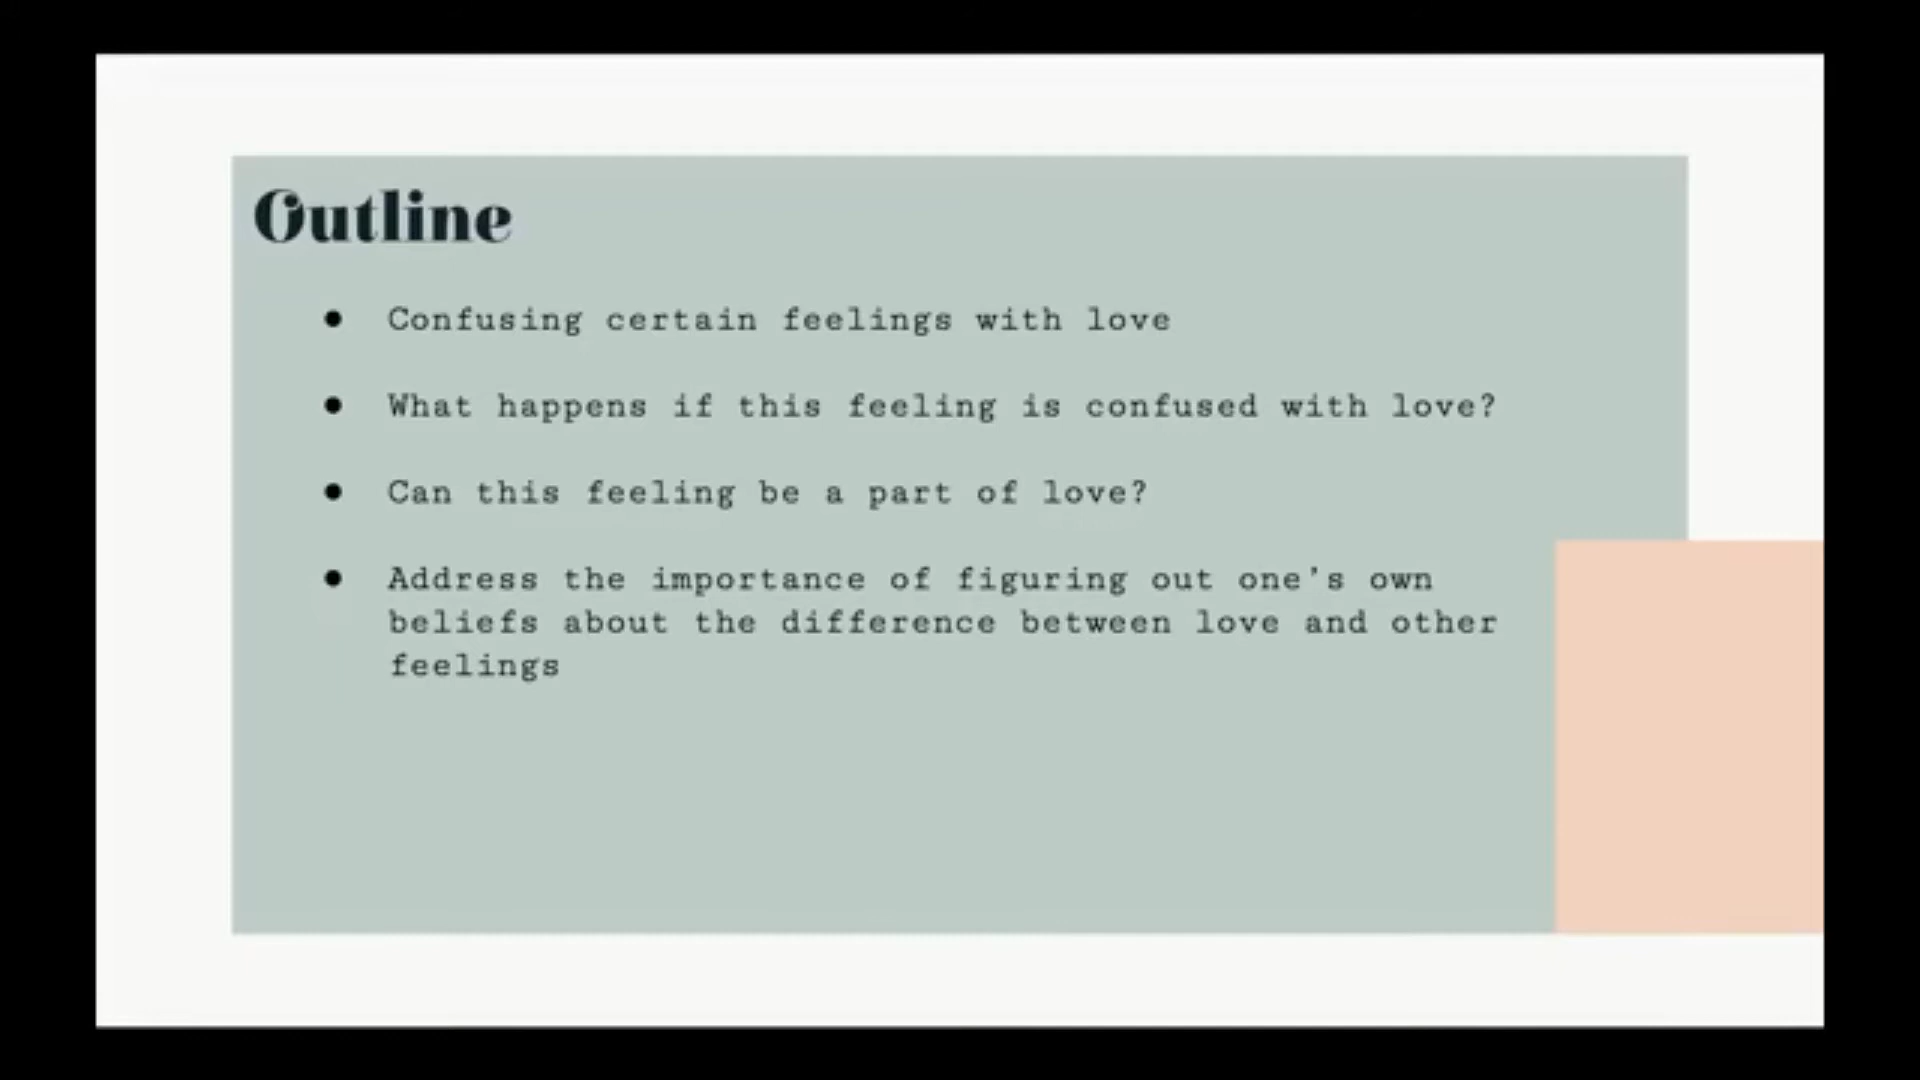 Outline
● Confusing certain feelings with love
● What happens if this feeling is confused with love?
● Can this feeling be a part of love?
● Address the importance of figuring out one's own
beliefs about the difference between love and other
feelings